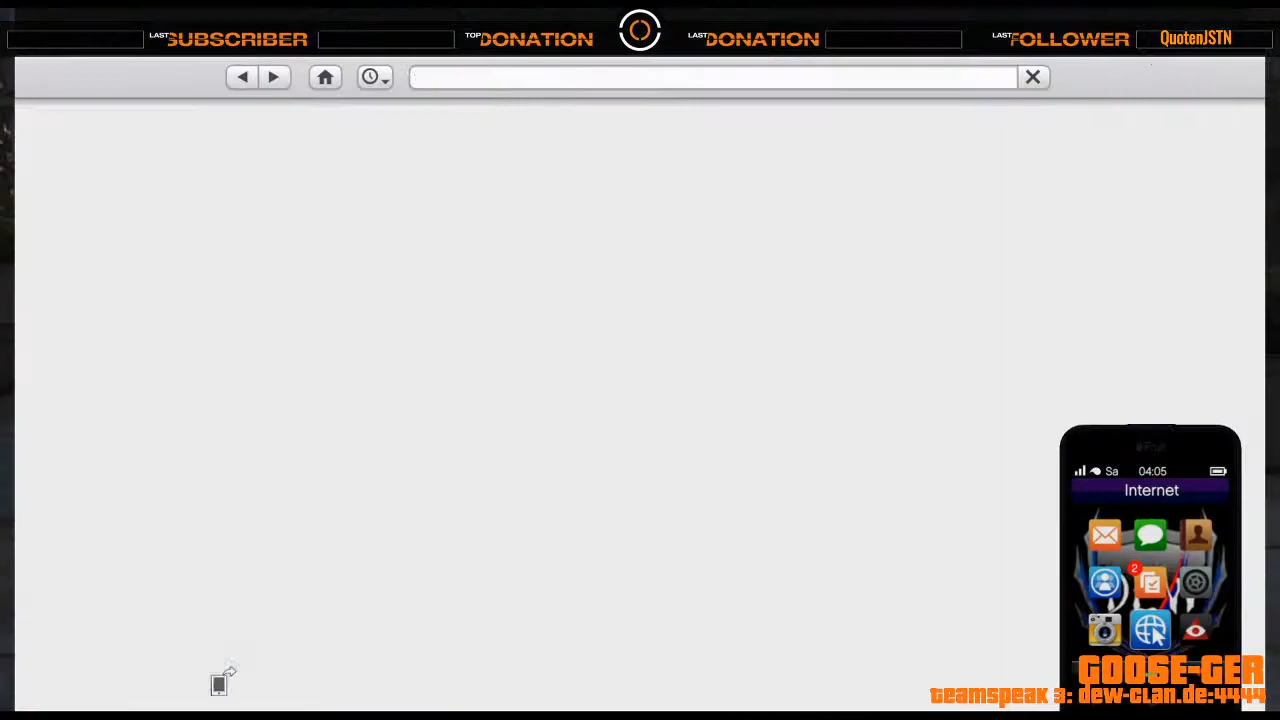 LAST SUBSCRIBER TOP DONATION LAST DONATION LAST FOLLOWER QuotenJSTN
Sa 04:05
Internet
2
GOOSE-GER
TEAMSPEAK 3: DEW-CLAN.DE:4444